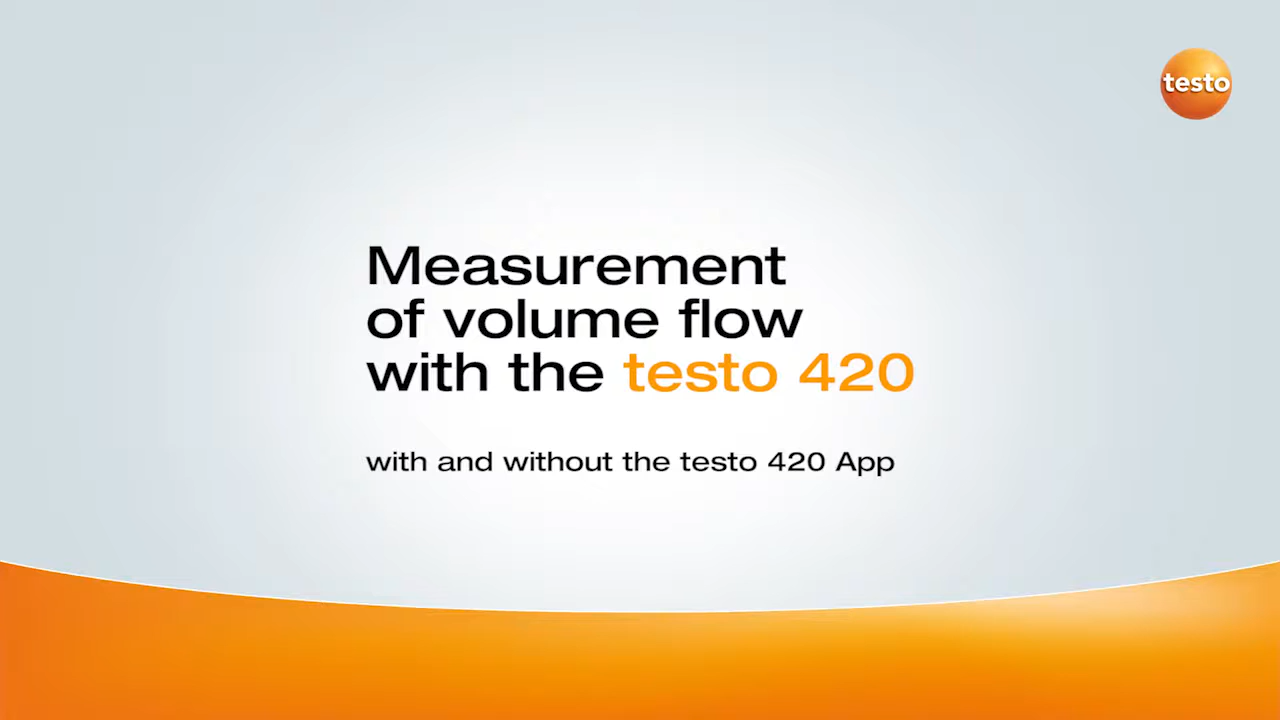 testo
Measurement
of volume flow
with the testo 420
with and without the testo 420 App